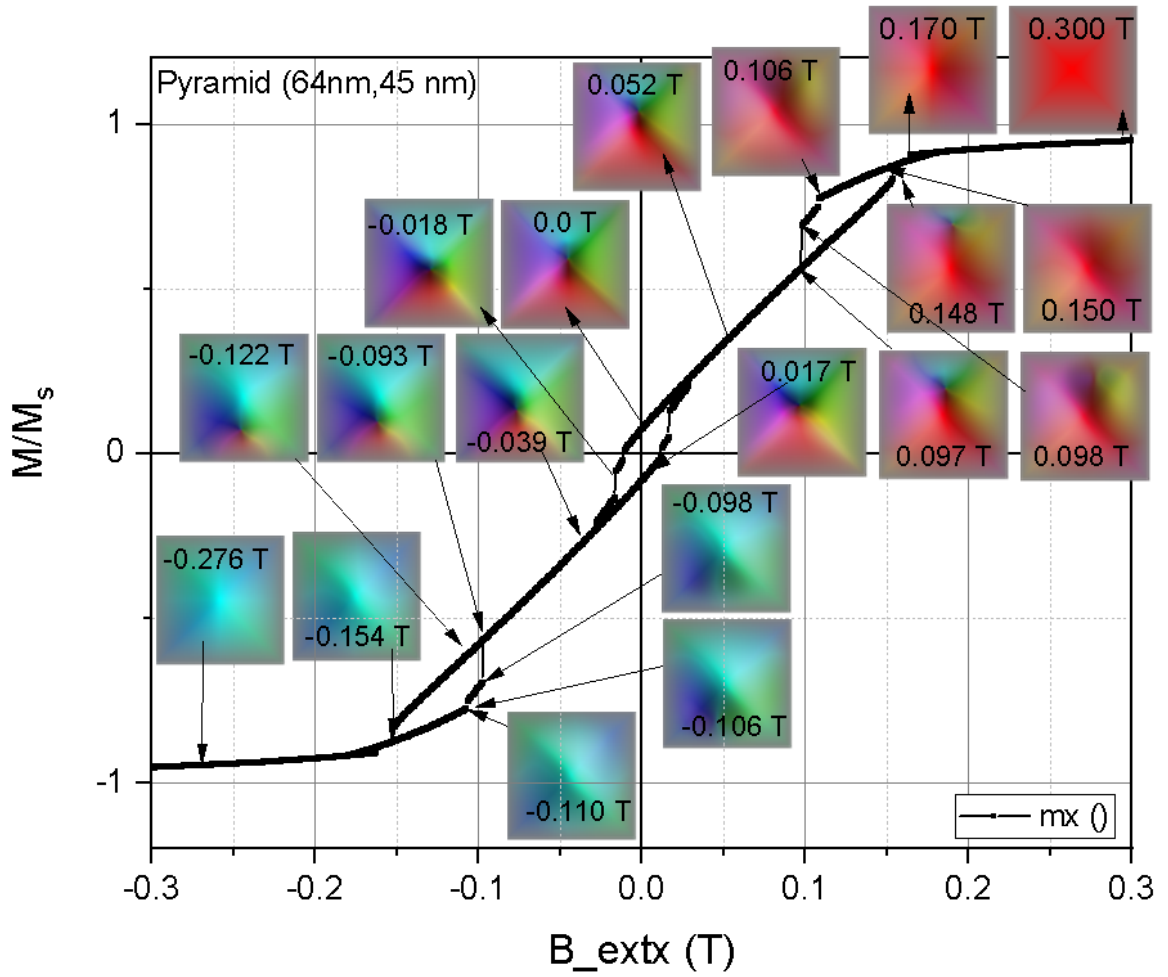 0.170 T
0.300 T
Pyramid (64nm,45 nm)
0.052 T
0.106 T
1
-0.018 T
0.0 T
0.148 T
0.150 T
-0.122 T
-0.093 T
-0.039 T
0.017 T
0.097 T
0.098 T
M/Ms
0
-0.098 T
-0.276 T
-0.154 T
-0.106 T
-0.110 T
-1
mx ()
-0.3
-0.2
-0.1
0.0
0.1
0.2
0.3
B_extx (T)